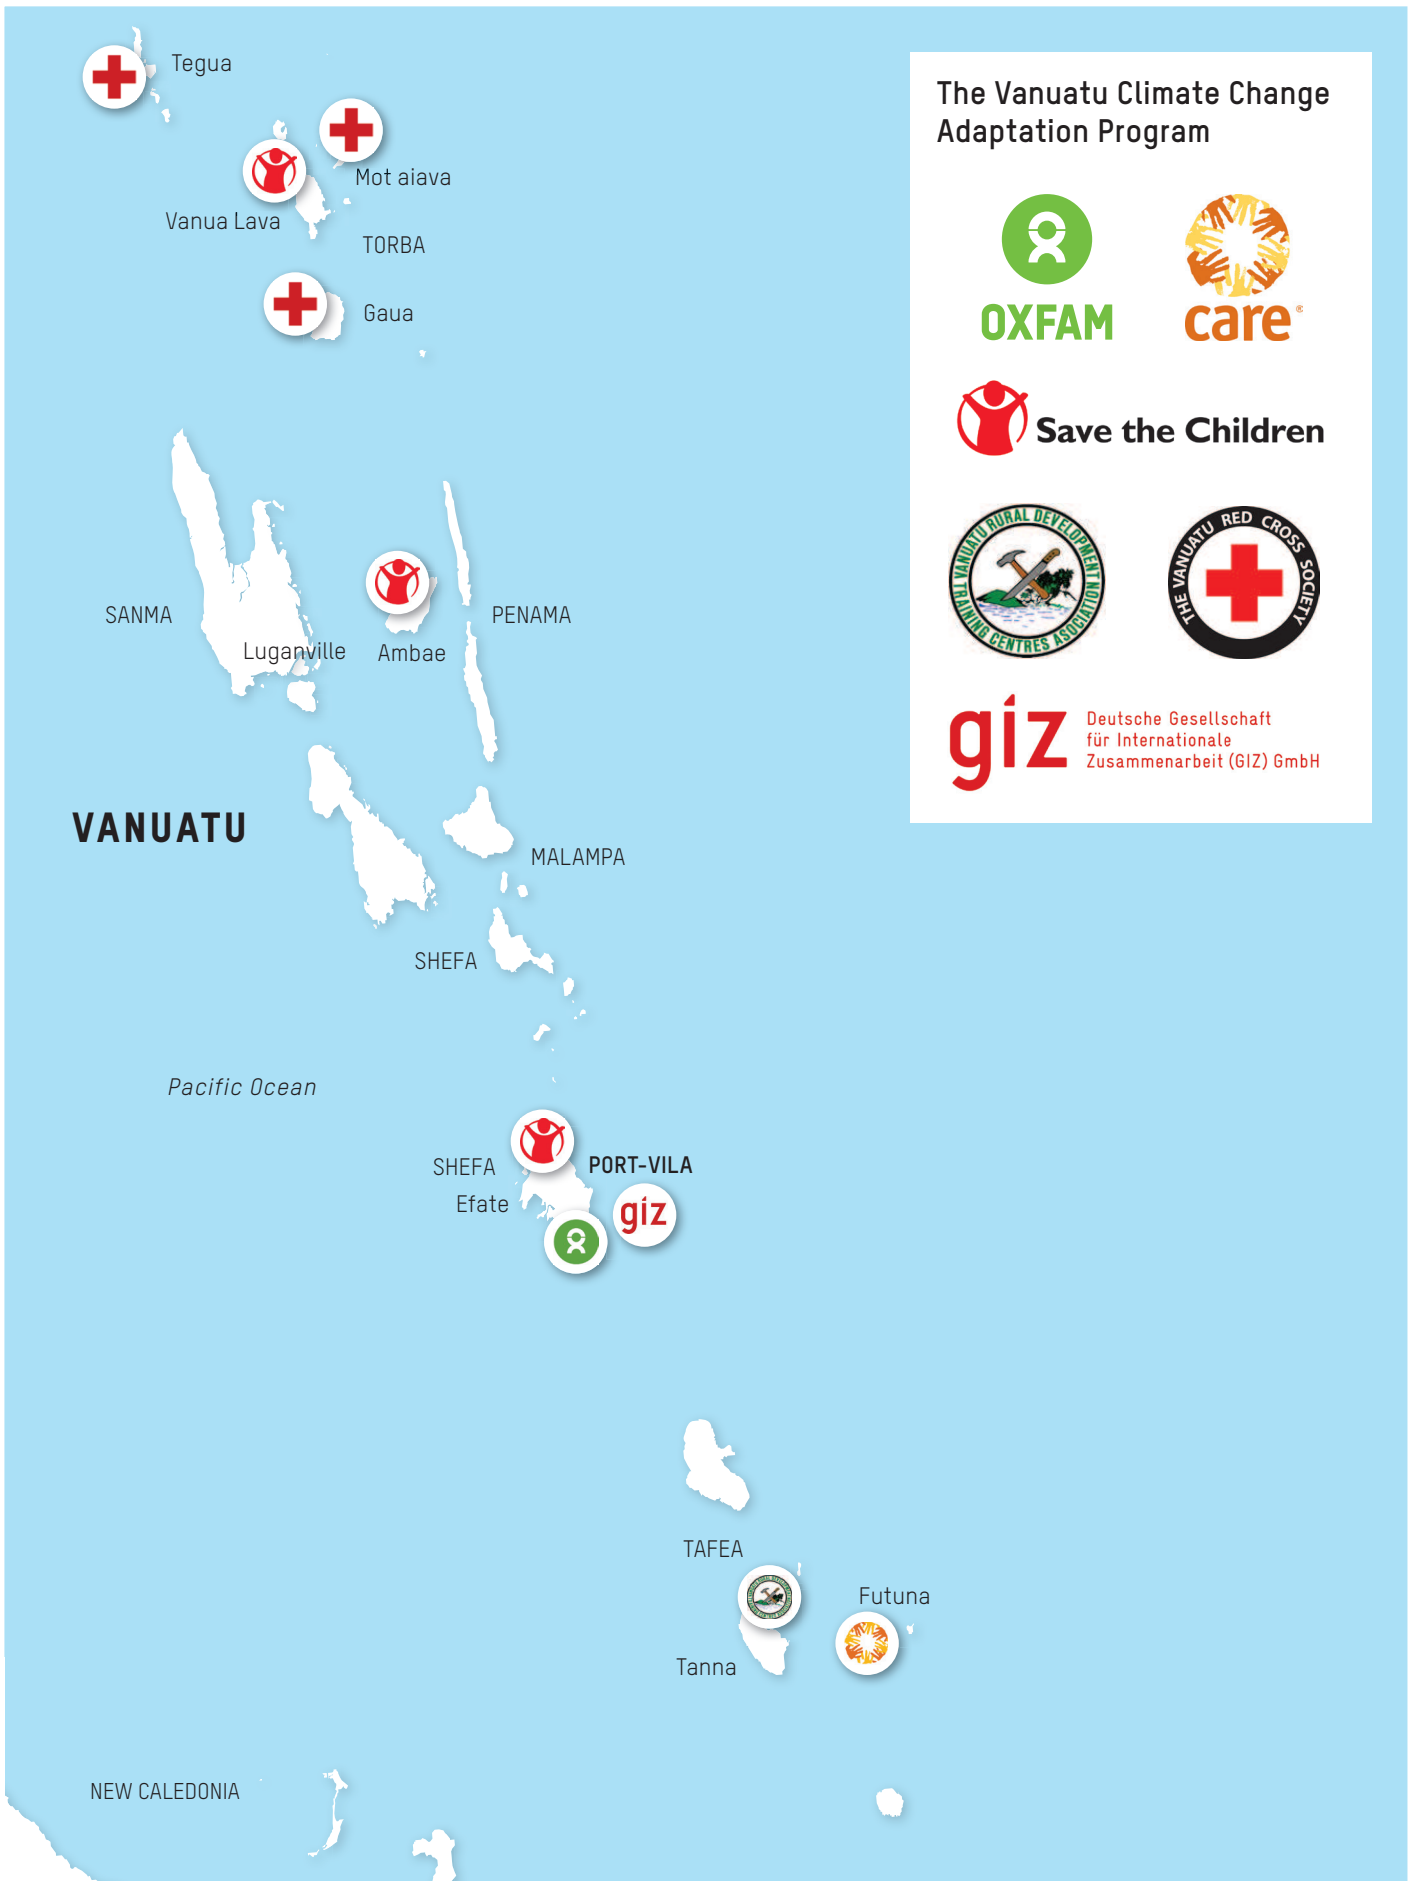 Tegua
Mot aiava
Vanua Lava
TORBA
Gaua
SANMA
PENAMA
Luganville
Ambae
VANUATU
MALAMPA
SHEFA
Pacific Ocean
SHEFA
PORT-VILA
Efate
giz
TAFEA
Futuna
Tanna
NEW CALEDONIA
The Vanuatu Climate Change
Adaptation Program
OXFAM
care®
Save the Children
VANUATU RURAL DEVELOPMENT N
TRAINING CENTRES ASOCIATION
THE VANUATU RED CROSS SOCIETY
giz
Deutsche Gesellschaft
für Internationale
Zusammenarbeit (GIZ) GmbH